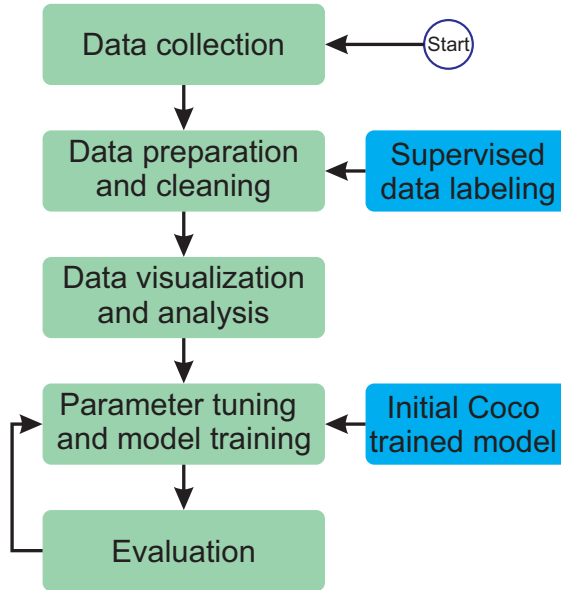 Data collection
Start
Data preparation
and cleaning
Supervised
data labeling
Data visualization
and analysis
Parameter tuning
and model training
Initial Coco
trained model
Evaluation